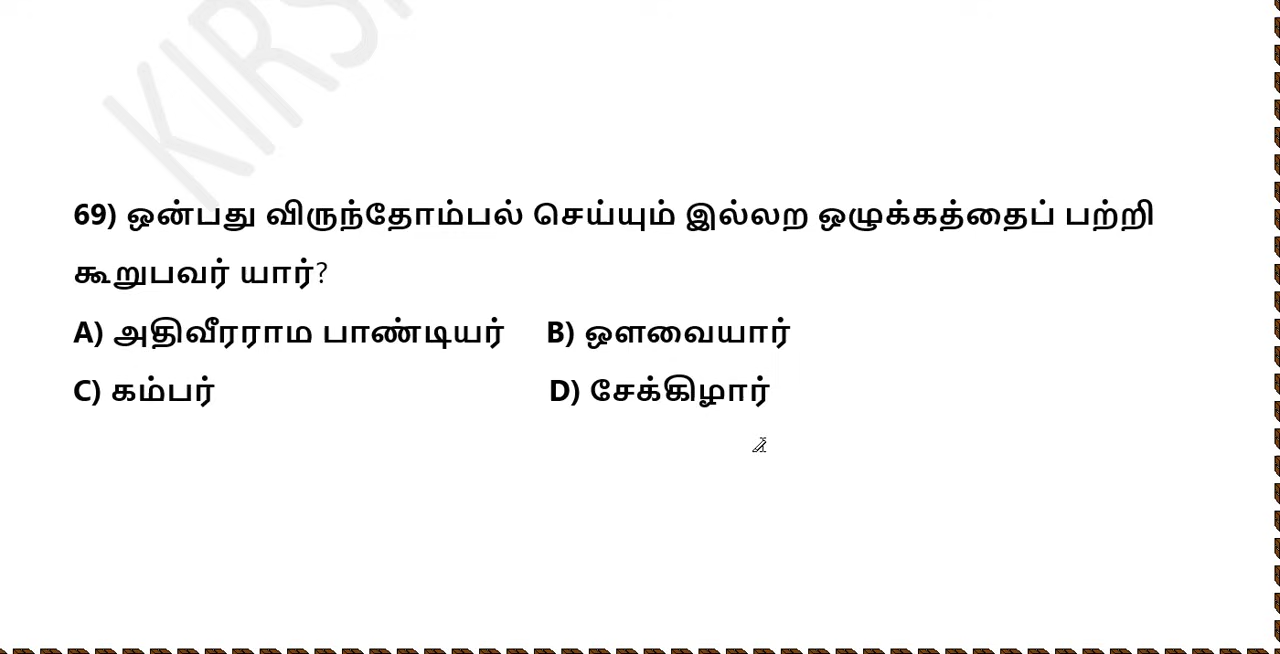 69) ஒன்பது விருந்தோம்பல் செய்யும் இல்லற ஒழுக்கத்தைப் பற்றி
கூறுபவர் யார்?
A) அதிவீரராம பாண்டியர் B) ஔவையார்
C) கம்பர் D) சேக்கிழார்